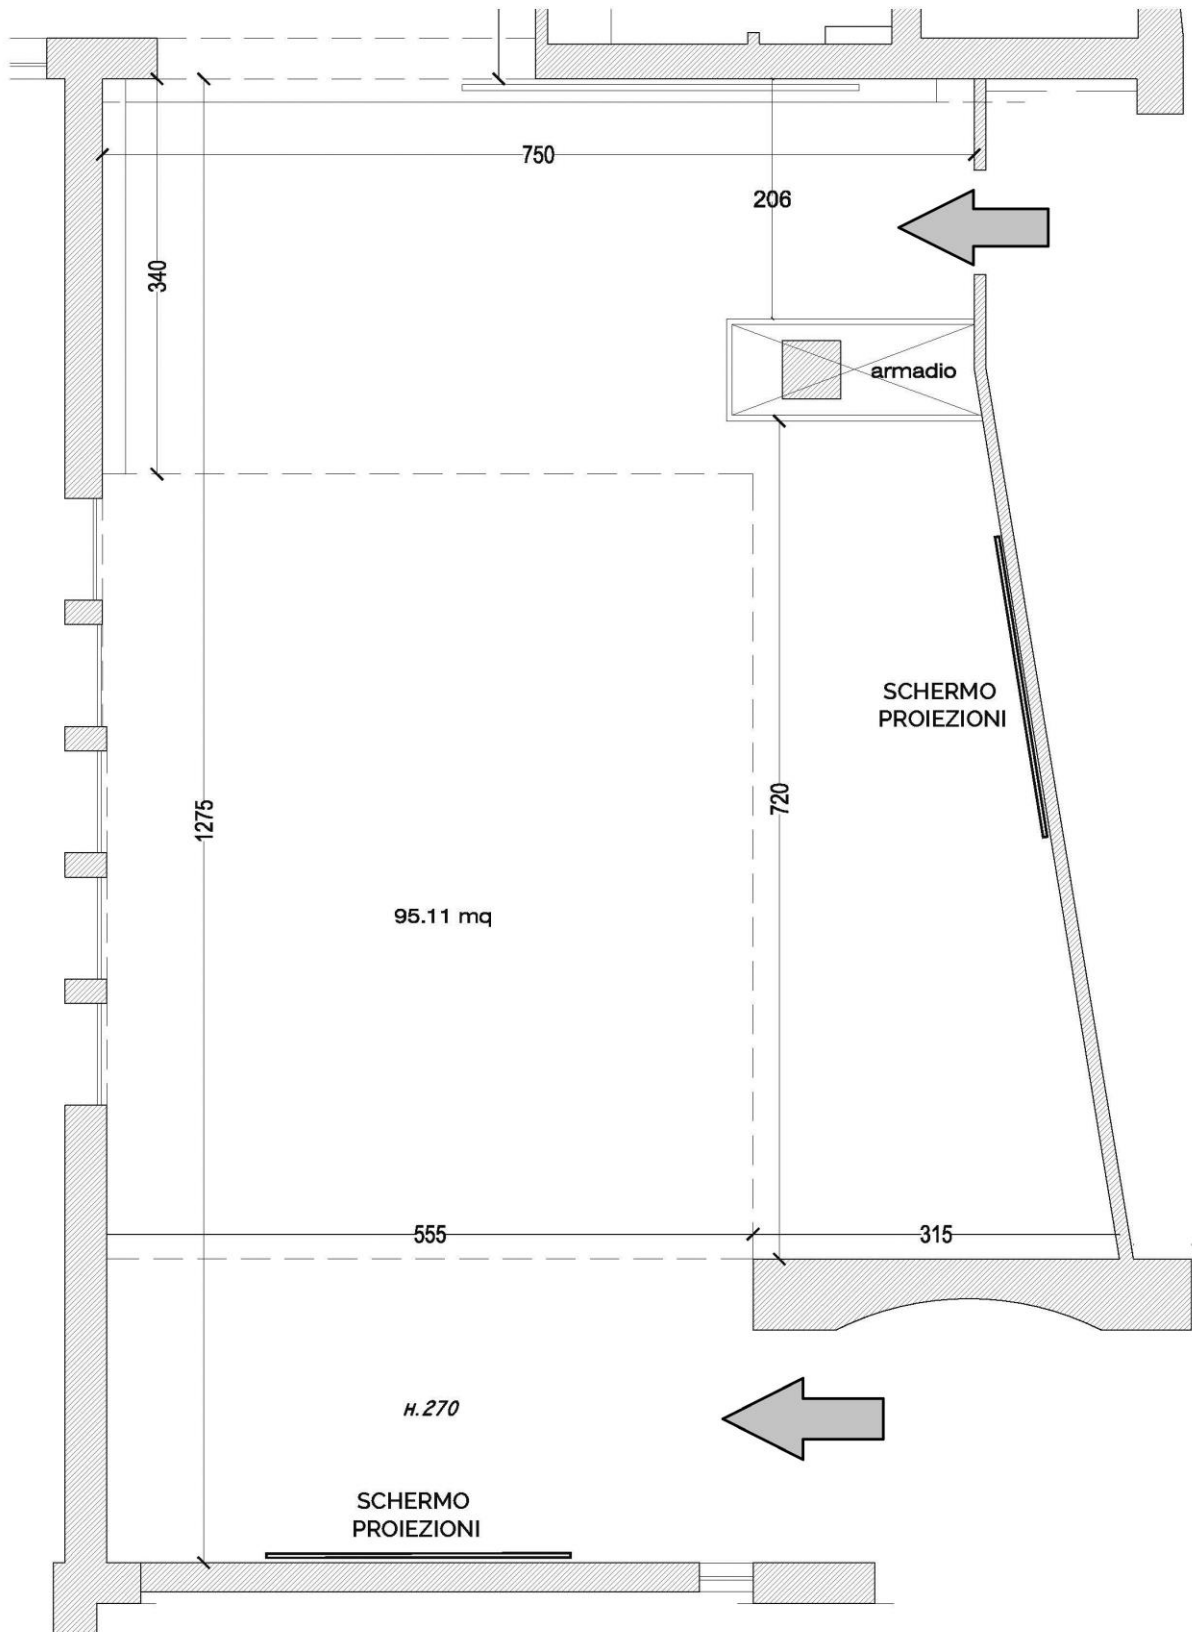 750
206
340
armadio
SCHERMO
PROIEZIONI
720
1275
95.11 mq
555
315
H.270
SCHERMO
PROIEZIONI